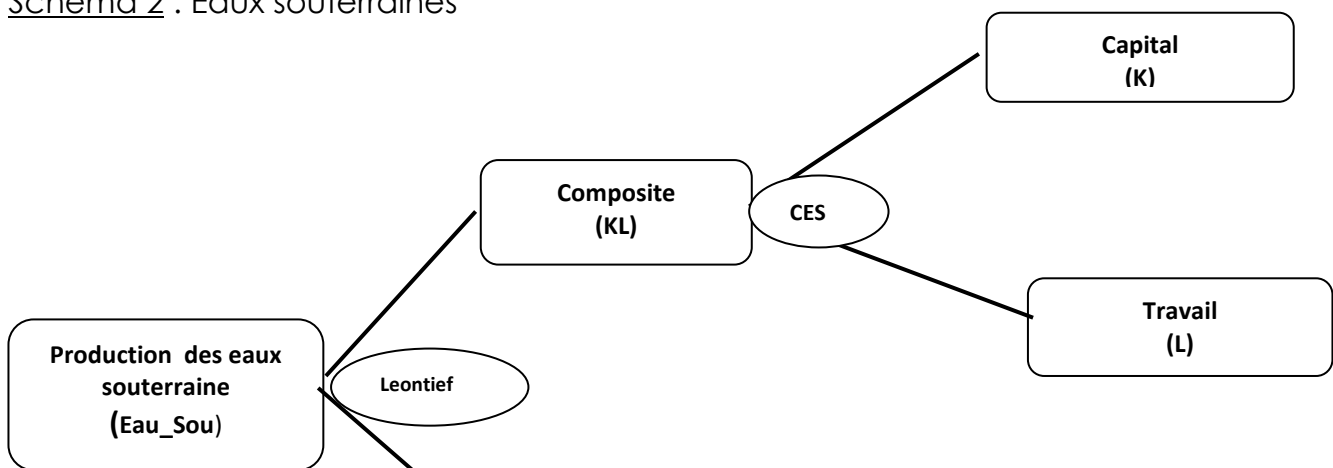 Schéma 2 : Eaux souterraines
Capital
(K)
Composite
(KL)
CES
Travail
(L)
Production des eaux
souterraine
(Eau_Sou)
Leontief